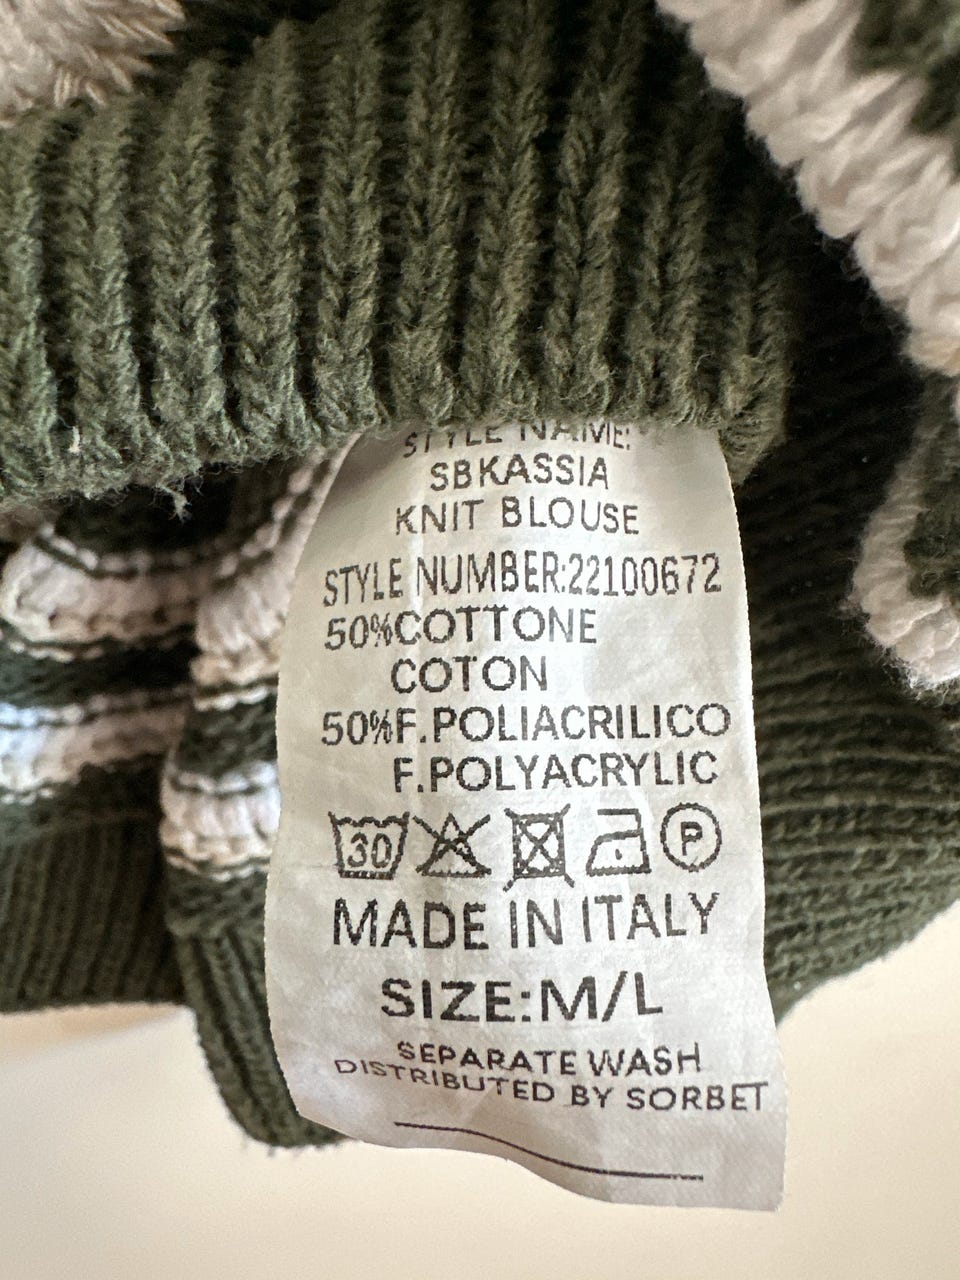 STYLE NAME:
SBKASSIA
KNIT BLOUSE
STYLE NUMBER:22100672
50%COTTONE
COTON
50%F.POLIACRILICO
F.POLYACRYLIC
30 P
MADE IN ITALY
SIZE:M/L
SEPARATE WASH
DISTRIBUTED BY SORBET